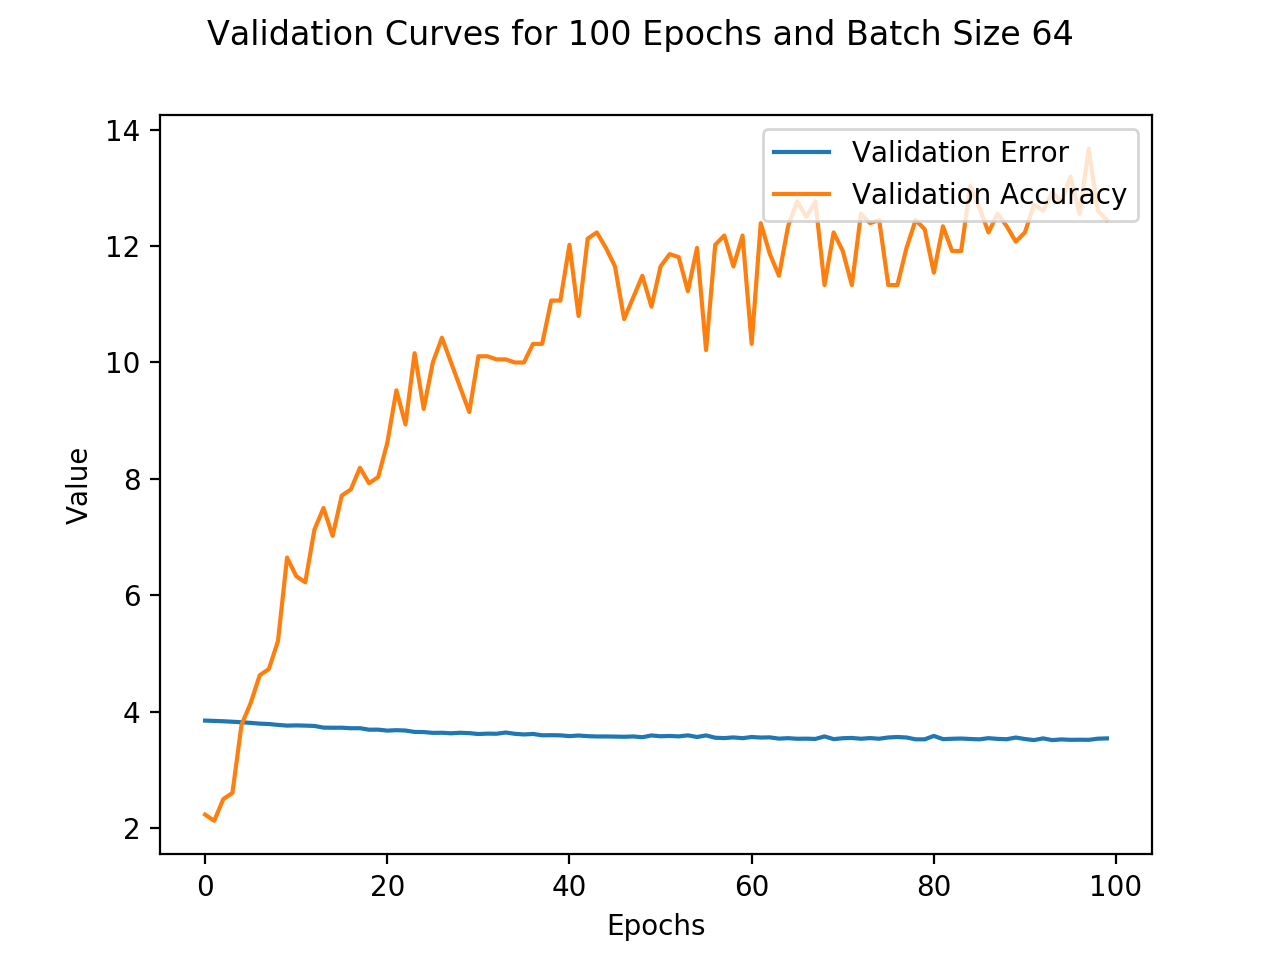 Validation Curves for 100 Epochs and Batch Size 64
14
12
10
8
6
4
2
Value
Validation Error
Validation Accuracy
0 20 40 60 80 100
Epochs